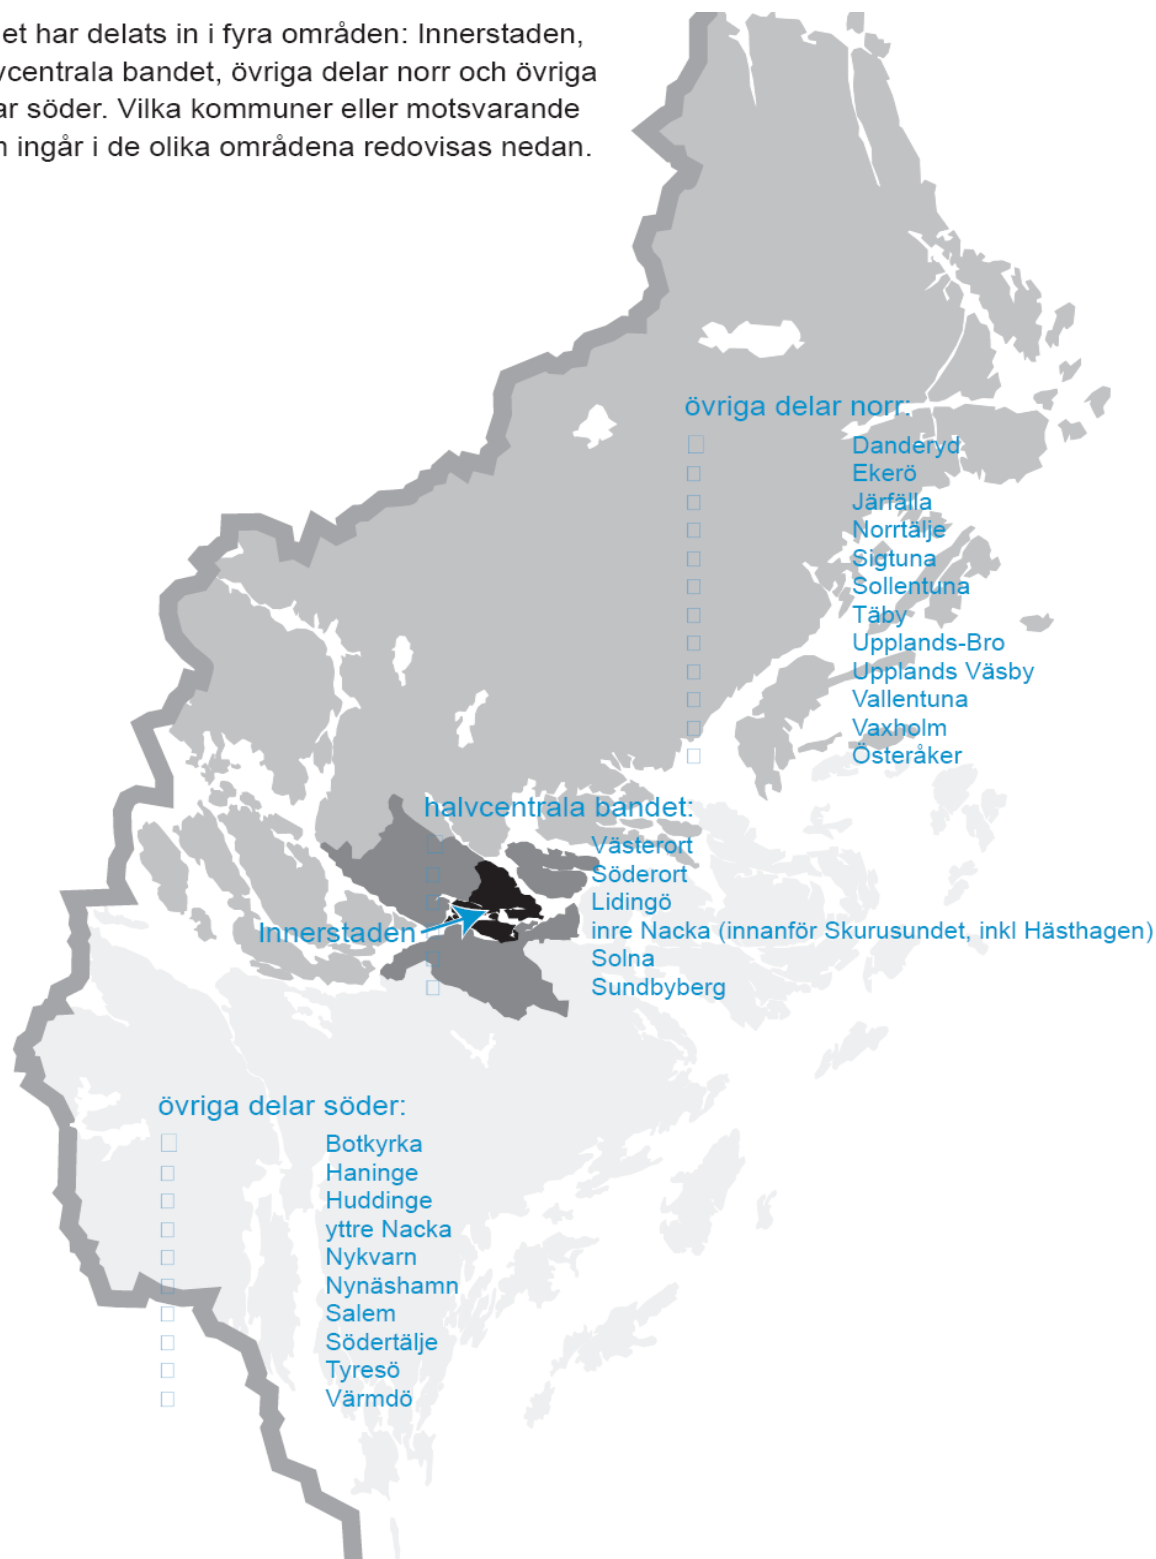 et har delats in i fyra områden: Innerstaden,
vcentrala bandet, övriga delar norr och övriga
ar söder. Vilka kommuner eller motsvarande
n ingår i de olika områdena redovisas nedan.
övriga delar norr:
Danderyd
Ekerö
Järfälla
Norrtälje
Sigtuna
Sollentuna
Täby
Upplands-Bro
Upplands Väsby
Vallentuna
Vaxholm
Österåker
halvcentrala bandet:
Västerort
Söderort
Lidingö
inre Nacka (innanför Skurusundet, inkl Hästhagen)
Solna
Sundbyberg
Innerstaden
övriga delar söder:
Botkyrka
Haninge
Huddinge
yttre Nacka
Nykvarn
Nynäshamn
Salem
Södertälje
Tyresö
Värmdö